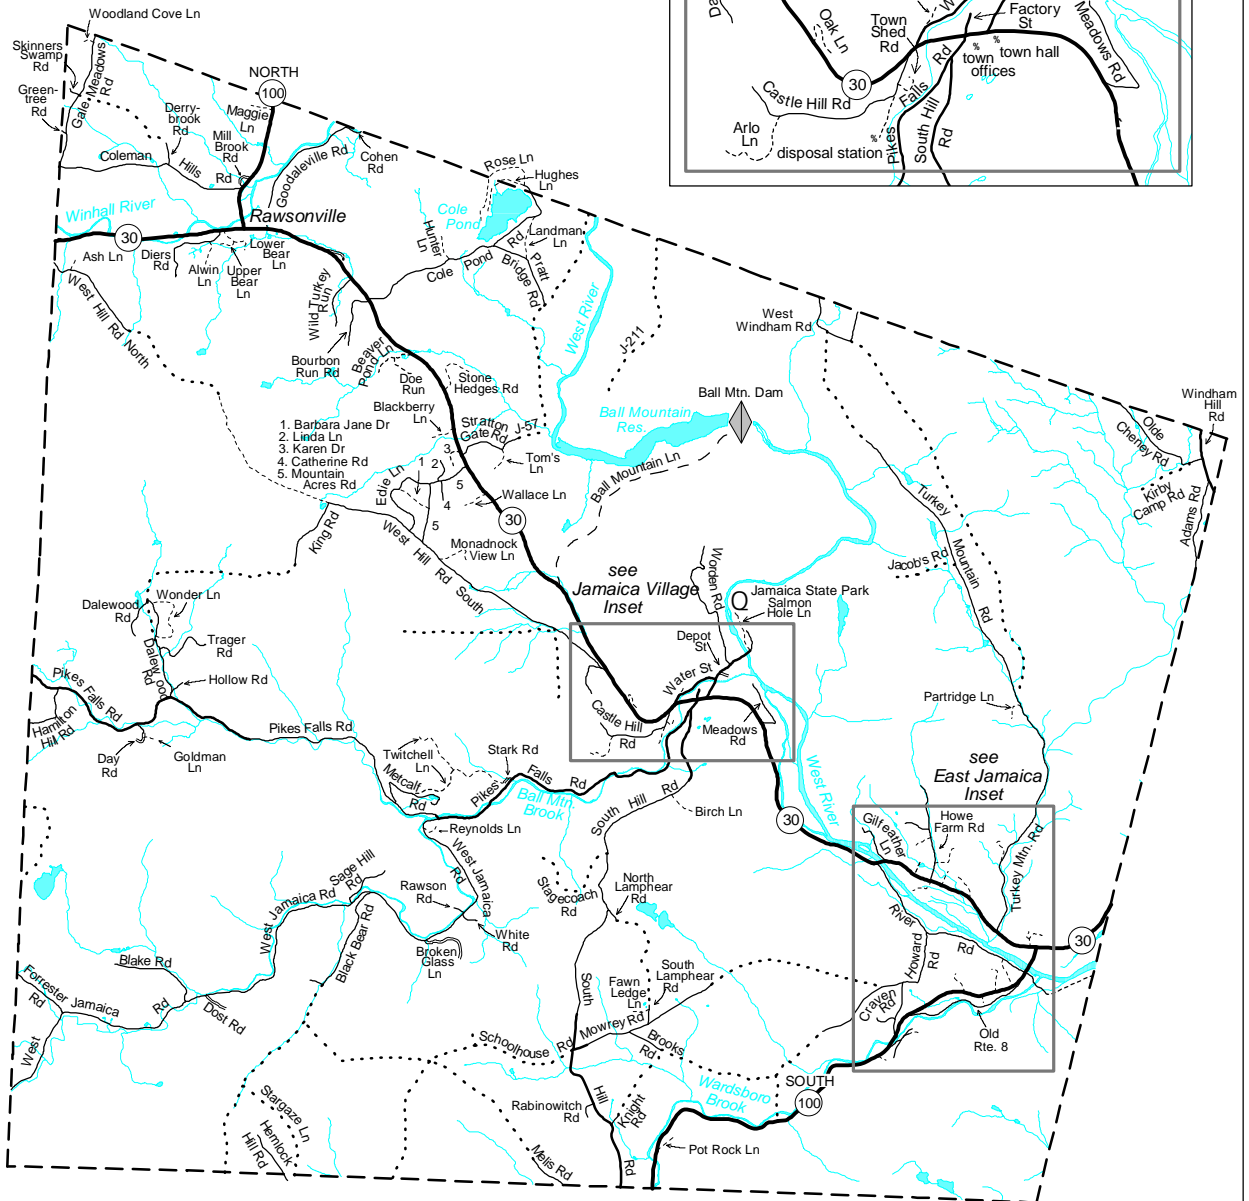 Woodland Cove Ln
Skinners
Swamp
Rd
Green-
tree
Rd
Gale Meadows
Rd
NORTH
100
Maggie
Ln
Derry-
brook
Rd
Mill
Brook
Rd
Coleman
Hills
Rd
Goodaleville Rd
Cohen
Rd
Winhall River
Rawsonville
30
Ash Ln
Diers
Rd
Alwin
Ln
Upper
Bear
Ln
Lower
Bear
Ln
West Hill Rd North
Wild Turkey
Run
Bourbon
Run Rd
Beaver
Pond Ln
Doe
Run
Rose Ln
Hughes
Ln
Cole
Pond
Hunter
Ln
Landman
Ln
Cole Pond Rd
Pratt
Bridge Rd
West River
J-211
Stone
Hedges Rd
Blackberry
Ln
Stratton
Gate Rd
J-57
Tom's
Ln
1. Barbara Jane Dr
2. Linda Ln
3. Karen Dr
4. Catherine Rd
5. Mountain
Acres Rd
Edie Ln
1
2
3
5
4
5
Wallace Ln
30
Monadnock
View Ln
King Rd
West Hill Rd South
Ball Mountain
Res.
Ball Mtn. Dam
Ball Mountain Ln
West
Windham Rd
Windham
Hill
Rd
Olde
Cheney Rd
Kirby
Camp Rd
Adams Rd
Turkey
Mountain
Rd
Jacob's Rd
see
Jamaica Village
Inset
Worden Rd
Q
Jamaica State Park
Salmon
Hole Ln
Depot
St
Water St
Castle Hill
Rd
Meadows
Rd
West River
30
Partridge Ln
see
East Jamaica
Inset
Dalewood
Rd
Wonder Ln
Trager
Rd
Dalewood
Rd
Hollow Rd
Pikes Falls Rd
Hamilton
Hill Rd
Day
Rd
Goldman
Ln
Pikes Falls Rd
Twitchell
Ln
Metcalf
Rd
Stark Rd
Pikes Falls Rd
Ball Mtn.
Brook
South Hill Rd
Birch Ln
Reynolds Ln
West Jamaica
Rd
Rawson
Rd
White
Rd
Broken
Glass
Ln
Sage Hill
Rd
West Jamaica Rd
Black Bear Rd
Blake Rd
Dost Rd
Forrester
Rd
Jamaica
Rd
West
Stagecoach
Rd
North
Lamphear
Rd
South
Lamphear
Rd
Fawn
Ledge
Ln
Mowrey Rd
Brooks
Rd
Schoolhouse Rd
South
Hill
Rd
Rabinowitch
Rd
Knight
Rd
Melis Rd
Stargaze Ln
Hemlock
Hill Rd
Wardsboro
Brook
SOUTH
100
Pot Rock Ln
Gilfeather
Ln
Howe
Farm Rd
Turkey Mtn. Rd
River
Rd
Howard
Rd
Craven
Rd
Old
Rte. 8
30
Oak Ln
30
Town
Shed
Rd
Factory
St
% town hall
%
town
offices
Meadows Rd
Castle Hill Rd
Arlo
Ln
disposal station %
Pikes
Falls
Rd
South Hill
Rd